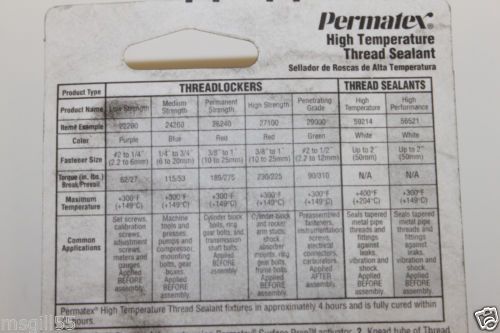 Permatex®
High Temperature
Thread Sealant
Sellador de Roscas de Alta Temperatura
Product Type THREADLOCKERS THREAD SEALANTS
Product Name Low Strength Medium Strength Permanent Strength High Strength Penetrating Grade High Temperature High Performance
Item# Example 22200 24200 26240 27100 29000 59214 56521
Color Purple Blue Red Red Green White White
Fastener Size #2 to 1/4" (2.2 to 6mm) 1/4" to 3/4" (6 to 20mm) 3/8" to 1" (10 to 25mm) 3/8" to 1" (10 to 25mm) #2 to 1/2" (2.2 to 12mm) Up to 2" (50mm) Up to 2" (50mm)
Torque (in. lbs.) Break/Prevail 62/27 115/53 189/275 230/225 90/310 N/A N/A
Maximum Temperature +300°F (+149°C) +300°F (+149°C) +300°F (+149°C) +300°F (+149°C) +300°F (+149°C) +400°F (+204°C) +300°F (+149°C)
Common Applications Set screws, calibration screws, adjustment screws, meters and gauges. Applied BEFORE assembly. Machine tools and presses, pumps and compressor, mounting bolts, gear boxes. Applied BEFORE assembly. Cylinder block bolts, ring gear bolts, and transmission shaft bolts. Applied BEFORE assembly. Cylinder block and rocker arm studs, shock absorber mounts, ring gear bolts, frame bolts. Applied BEFORE assembly. Preassembled fasteners, instrumentation screws, electrical connectors, carburetor screws. Applied AFTER assembly. Seals tapered metal pipe threads and fittings against leaks, vibration and shock. Applied BEFORE assembly. Seals tapered metal pipe threads and fittings against leaks, vibration and shock. Applied BEFORE assembly.
Permatex® High Temperature Thread Sealant fixtures in approximately 4 hours and is fully cured within
hours.
© msgill55